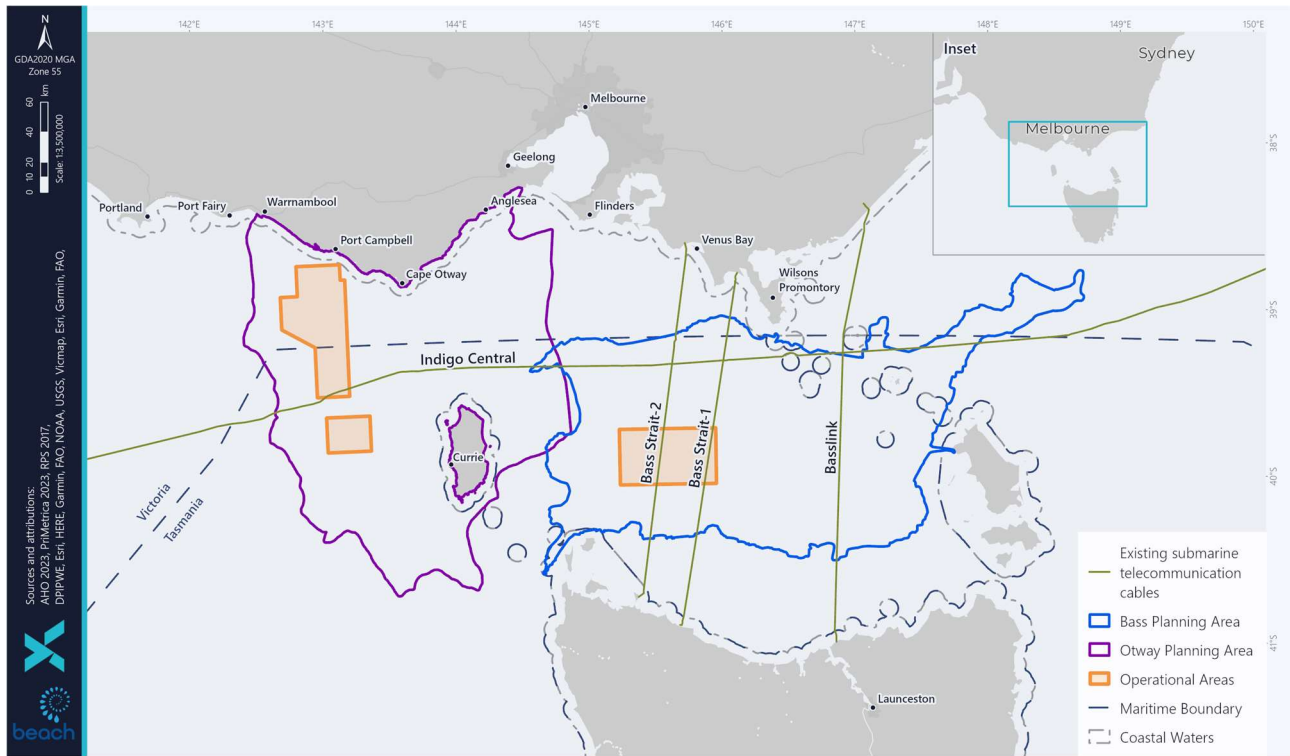 N
GDA2020 MGA
Zone 55
0 10 20 40 60
km
Scale: 1:3,500,000
Sources and attributions:
AHO 2023, PriMetrica 2023, RPS 2017,
DPIPWE, Esri, HERE, Garmin, FAO, NOAA, USGS, Vicmap, Esri, Garmin, FAO,
beach
142°E
143°E
144°E
145°E
146°E
147°E
148°E
149°E
150°E
38°S
39°S
40°S
41°S
Inset
Sydney
Melbourne
Melbourne
Geelong
Portland
Port Fairy
Warrnambool
Anglesea
Flinders
Port Campbell
Venus Bay
Cape Otway
Wilsons
Promontory
Indigo Central
Bass Strait-2
Bass Strait-1
Basslink
Currie
Victoria
Tasmania
Launceston
Existing submarine
telecommunication
cables
Bass Planning Area
Otway Planning Area
Operational Areas
Maritime Boundary
Coastal Waters